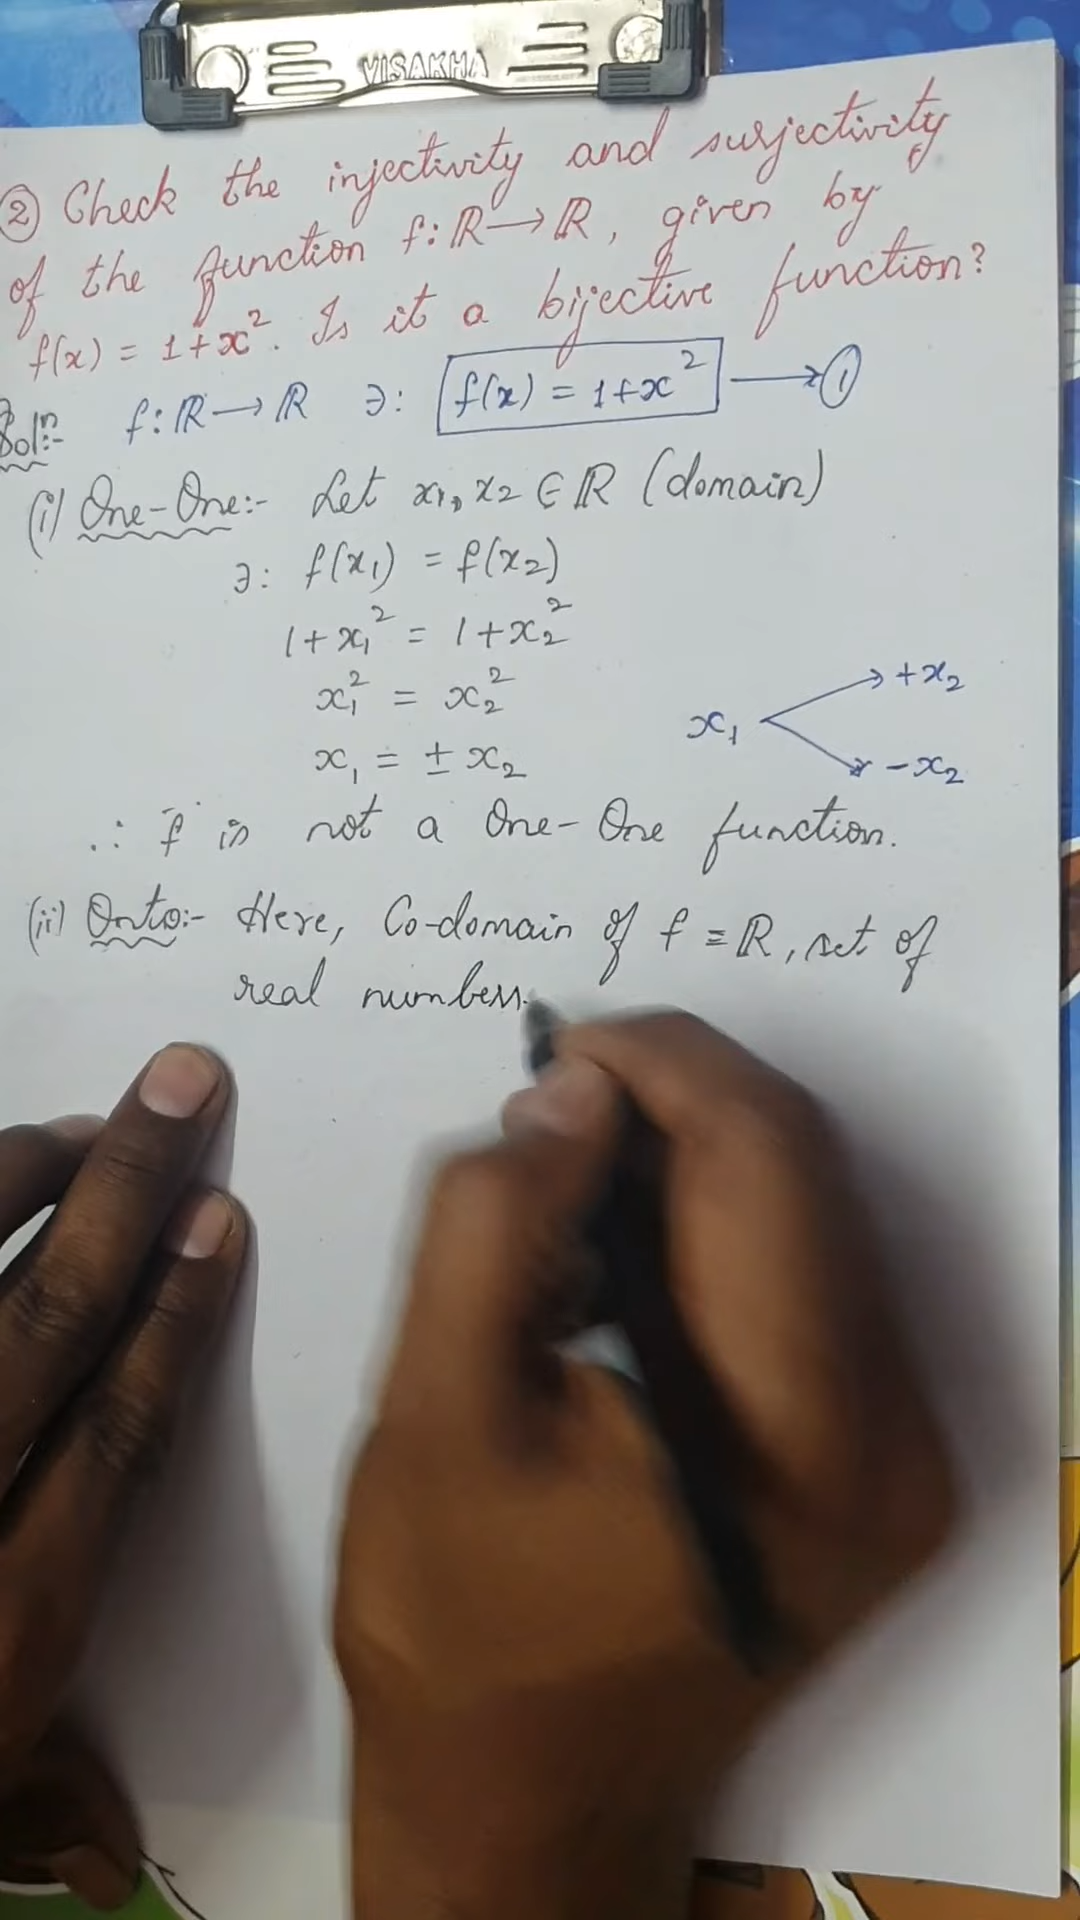 VISAKHA
② Check the injectivity and surjectivity
of the function f: ℝ → ℝ, given by
f(x) = 1 + x². Is it a bijective function?
Solⁿ:- f: ℝ → ℝ ∋: f(x) = 1 + x² → ①
(i) One-One:- Let x₁, x₂ ∈ ℝ (domain)
∋: f(x₁) = f(x₂)
1 + x₁² = 1 + x₂²
x₁² = x₂²
x₁ = ± x₂
x₁ → +x₂
→ -x₂
∴ f is not a One-One function.
(ii) Onto:- Here, Co-domain of f = ℝ, set of
real numbers.